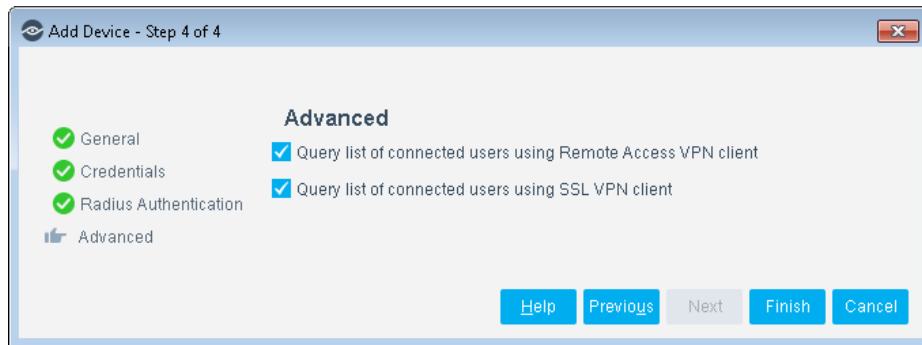 Add Device - Step 4 of 4
General
Credentials
Radius Authentication
Advanced
Advanced
Query list of connected users using Remote Access VPN client
Query list of connected users using SSL VPN client
Help Previous Next Finish Cancel